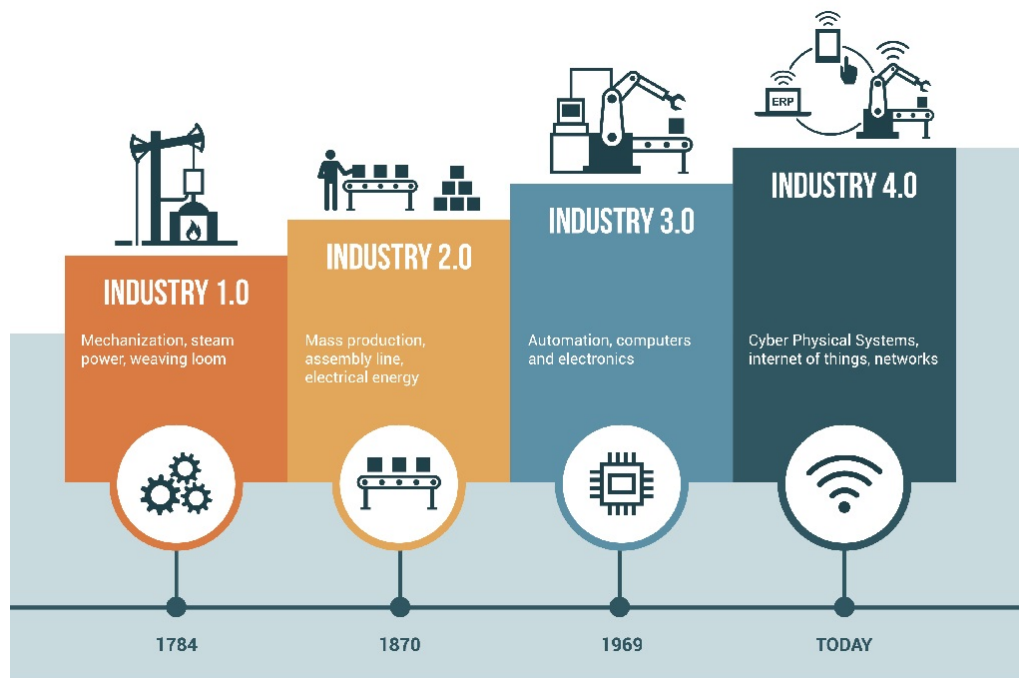 ERP
INDUSTRY 1.0
Mechanization, steam
power, weaving loom
INDUSTRY 2.0
Mass production,
assembly line,
electrical energy
INDUSTRY 3.0
Automation, computers
and electronics
INDUSTRY 4.0
Cyber Physical Systems,
internet of things, networks
1784
1870
1969
TODAY